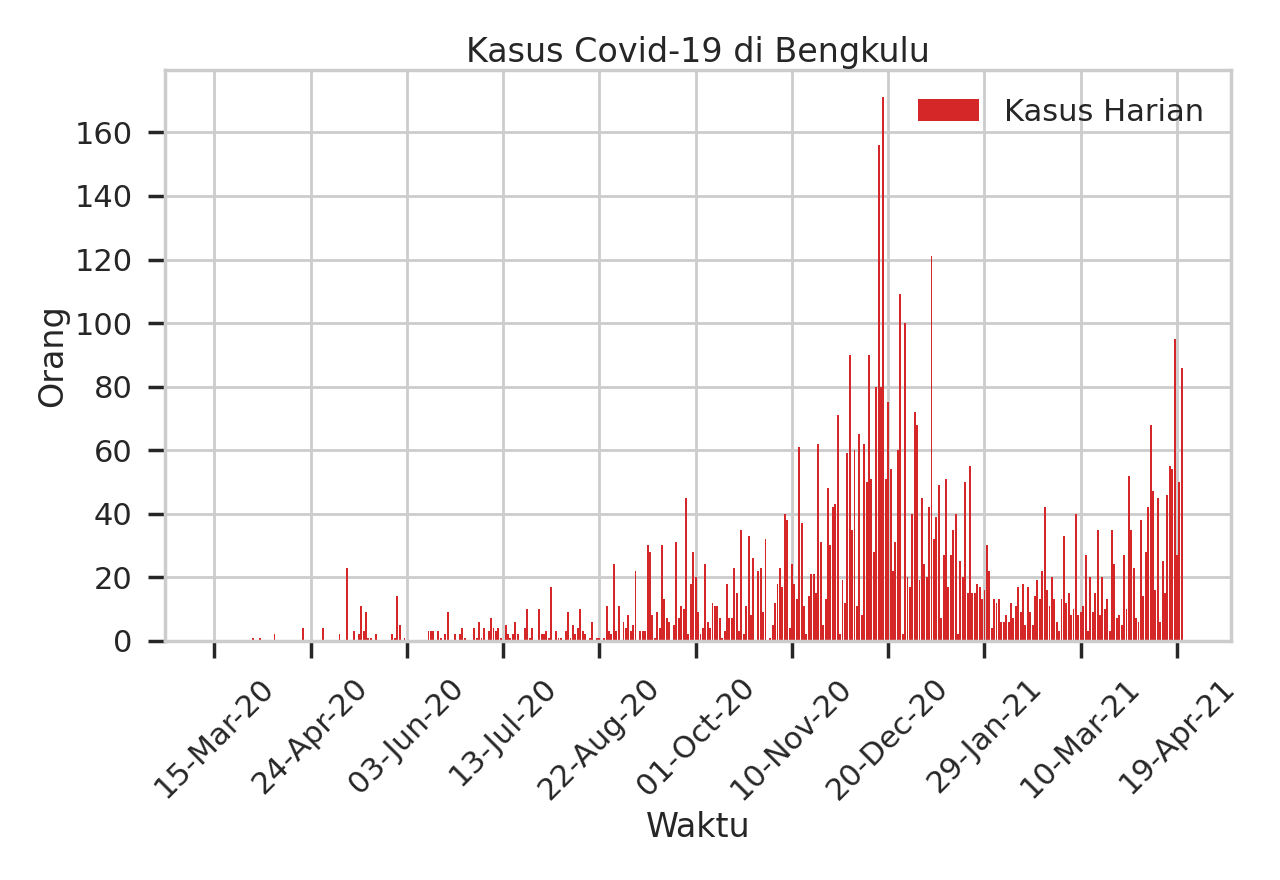 Kasus Covid-19 di Bengkulu
Kasus Harian
160
140
120
100
80
60
40
20
0
Orang
15-Mar-20
24-Apr-20
03-Jun-20
13-Jul-20
22-Aug-20
01-Oct-20
10-Nov-20
20-Dec-20
29-Jan-21
10-Mar-21
19-Apr-21
Waktu